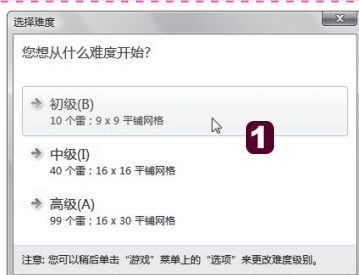 选择难度
您想从什么难度开始?
初级(B)
10 个雷；9 x 9 平铺网格
1
中级(I)
40 个雷；16 x 16 平铺网格
高级(A)
99 个雷；16 x 30 平铺网格
注意: 您可以稍后单击“游戏”菜单上的“选项”来更改难度级别。